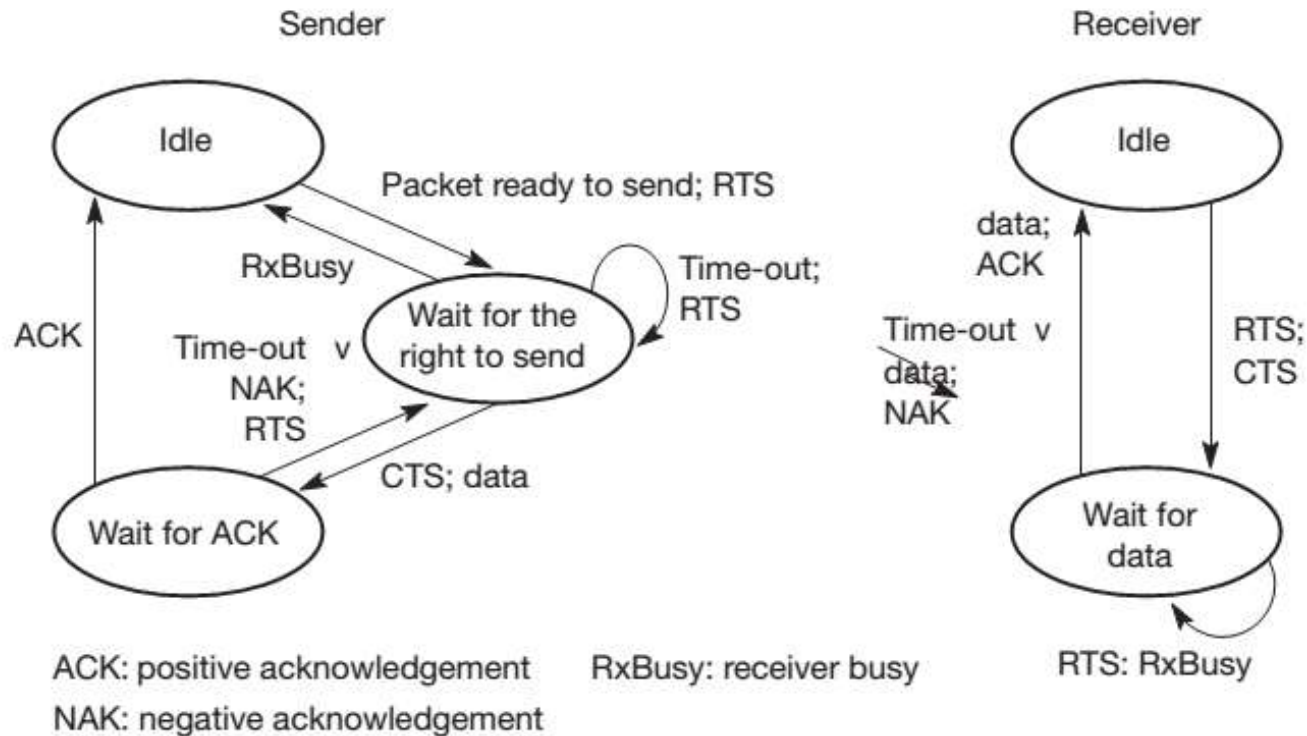 Sender
Receiver
Idle
Idle
Packet ready to send; RTS
RxBusy
data;
ACK
Time-out;
RTS
ACK
Wait for the
right to send
Time-out v
NAK;
RTS
Time-out v
data;
NAK
RTS;
CTS
CTS; data
Wait for ACK
Wait for
data
RTS: RxBusy
ACK: positive acknowledgement
RxBusy: receiver busy
NAK: negative acknowledgement